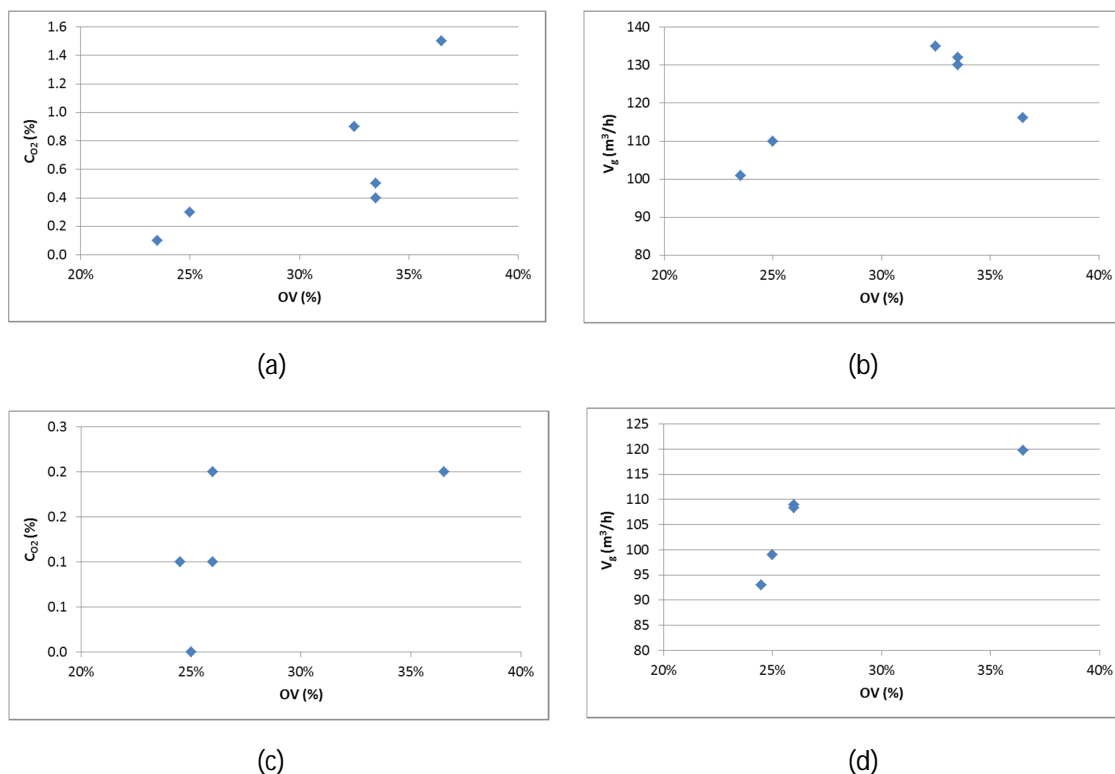 1.6
1.4
1.2
1.0
0.8
0.6
0.4
0.2
0.0
C_O2 (%)
20% 25% 30% 35% 40%
OV (%)
(a)
140
130
120
110
100
90
80
V_g (m³/h)
20% 25% 30% 35% 40%
OV (%)
(b)
0.3
0.2
0.2
0.1
0.1
0.0
C_O2 (%)
20% 25% 30% 35% 40%
OV (%)
(c)
125
120
115
110
105
100
95
90
85
80
V_g (m³/h)
20% 25% 30% 35% 40%
OV (%)
(d)